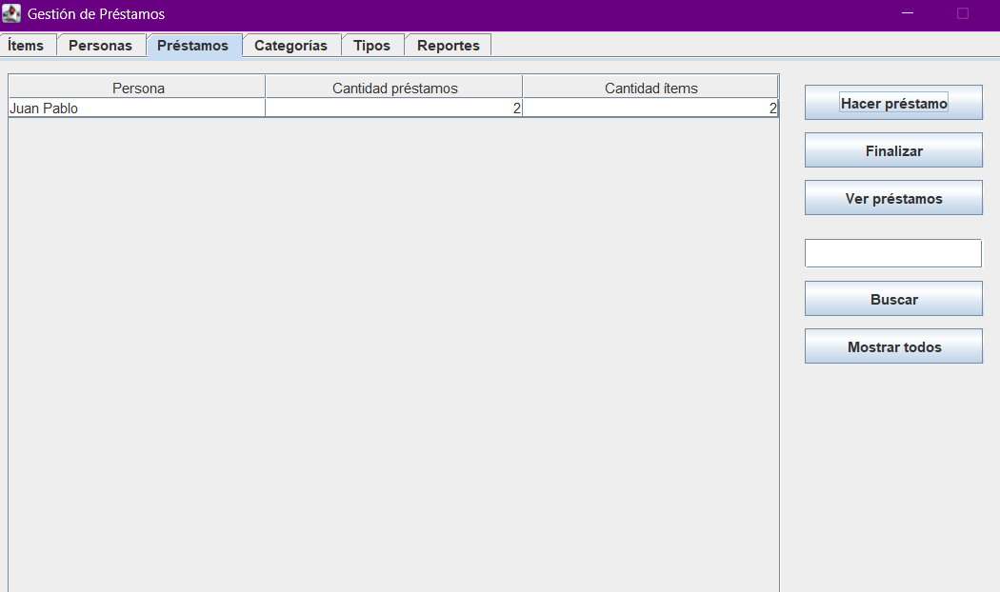 Gestión de Préstamos
Ítems Personas Préstamos Categorías Tipos Reportes
Persona Cantidad préstamos Cantidad ítems
Juan Pablo 2 2
Hacer préstamo
Finalizar
Ver préstamos
Buscar
Mostrar todos